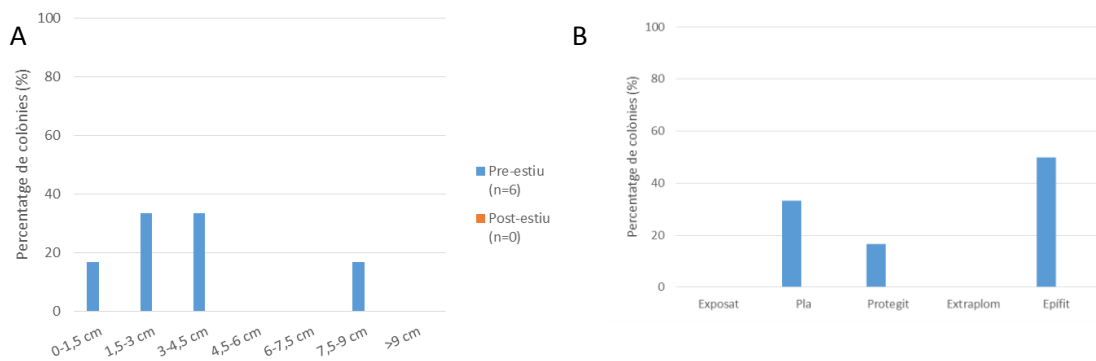 A
Percentatge de colònies (%)
100
80
60
40
20
0
0-1,5 cm
1,5-3 cm
3-4,5 cm
4,5-6 cm
6-7,5 cm
7,5-9 cm
>9 cm
Pre-estiu
(n=6)
Post-estiu
(n=0)
B
Percentatge de colònies (%)
100
80
60
40
20
0
Exposat
Pla
Protegit
Extraplom
Epífit